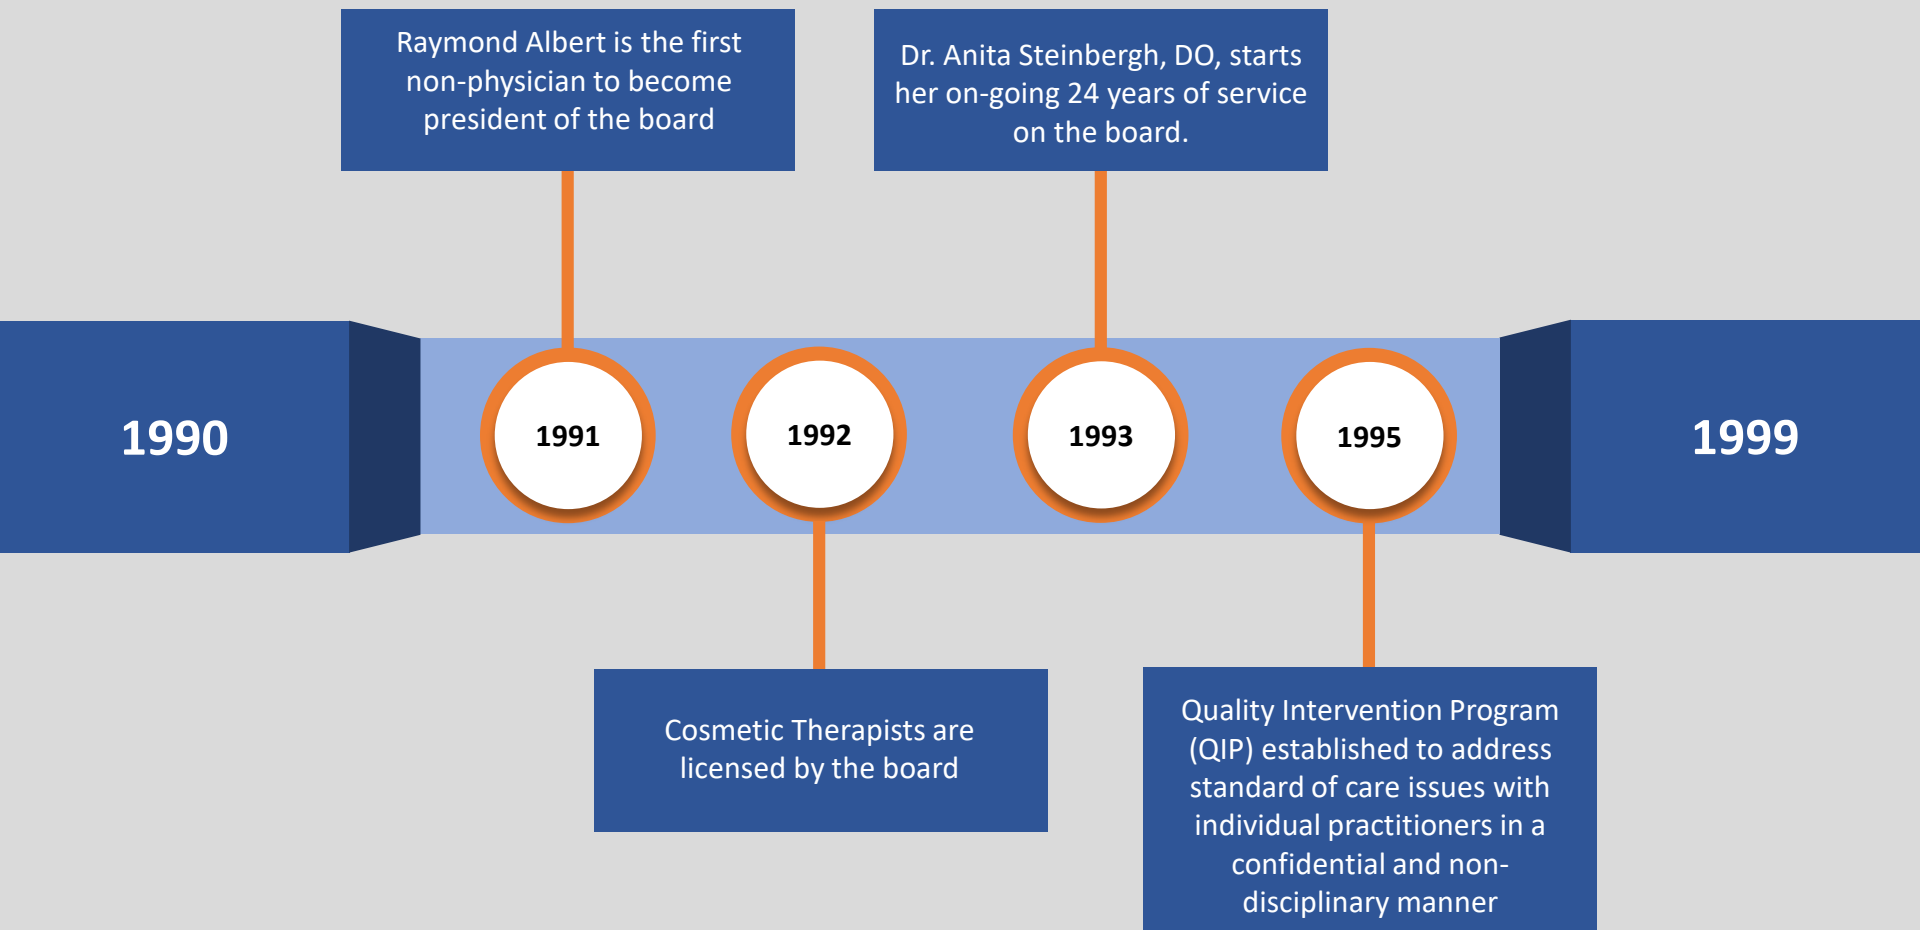 Raymond Albert is the first
non-physician to become
president of the board
Dr. Anita Steinbergh, DO, starts
her on-going 24 years of service
on the board.
1990
1991
1992
1993
1995
1999
Cosmetic Therapists are
licensed by the board
Quality Intervention Program
(QIP) established to address
standard of care issues with
individual practitioners in a
confidential and non-
disciplinary manner